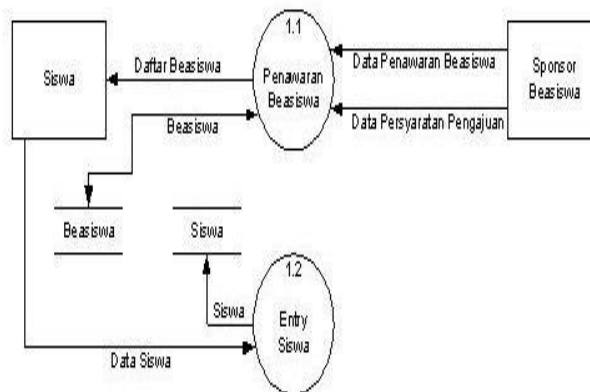 1.1
Siswa
Daftar Beasiswa
Penawaran
Beasiswa
Data Penawaran Beasiswa
Sponsor
Beasiswa
Beasiswa
Data Persyaratan Pengajuan
Beasiswa
Siswa
1.2
Siswa
Entry
Siswa
Data Siswa